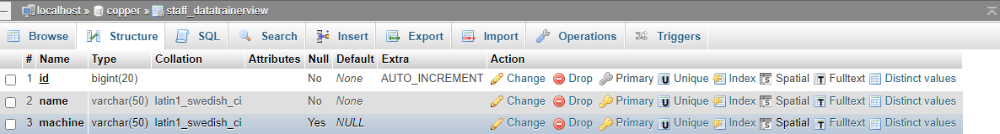 localhost » copper » staff_datatrainerview
Browse Structure SQL Search Insert Export Import Operations Triggers
# Name Type Collation Attributes Null Default Extra Action
1 id bigint(20) No None AUTO_INCREMENT Change Drop Primary Unique Index Spatial Fulltext Distinct values
2 name varchar(50) latin1_swedish_ci No None Change Drop Primary Unique Index Spatial Fulltext Distinct values
3 machine varchar(50) latin1_swedish_ci Yes NULL Change Drop Primary Unique Index Spatial Fulltext Distinct values